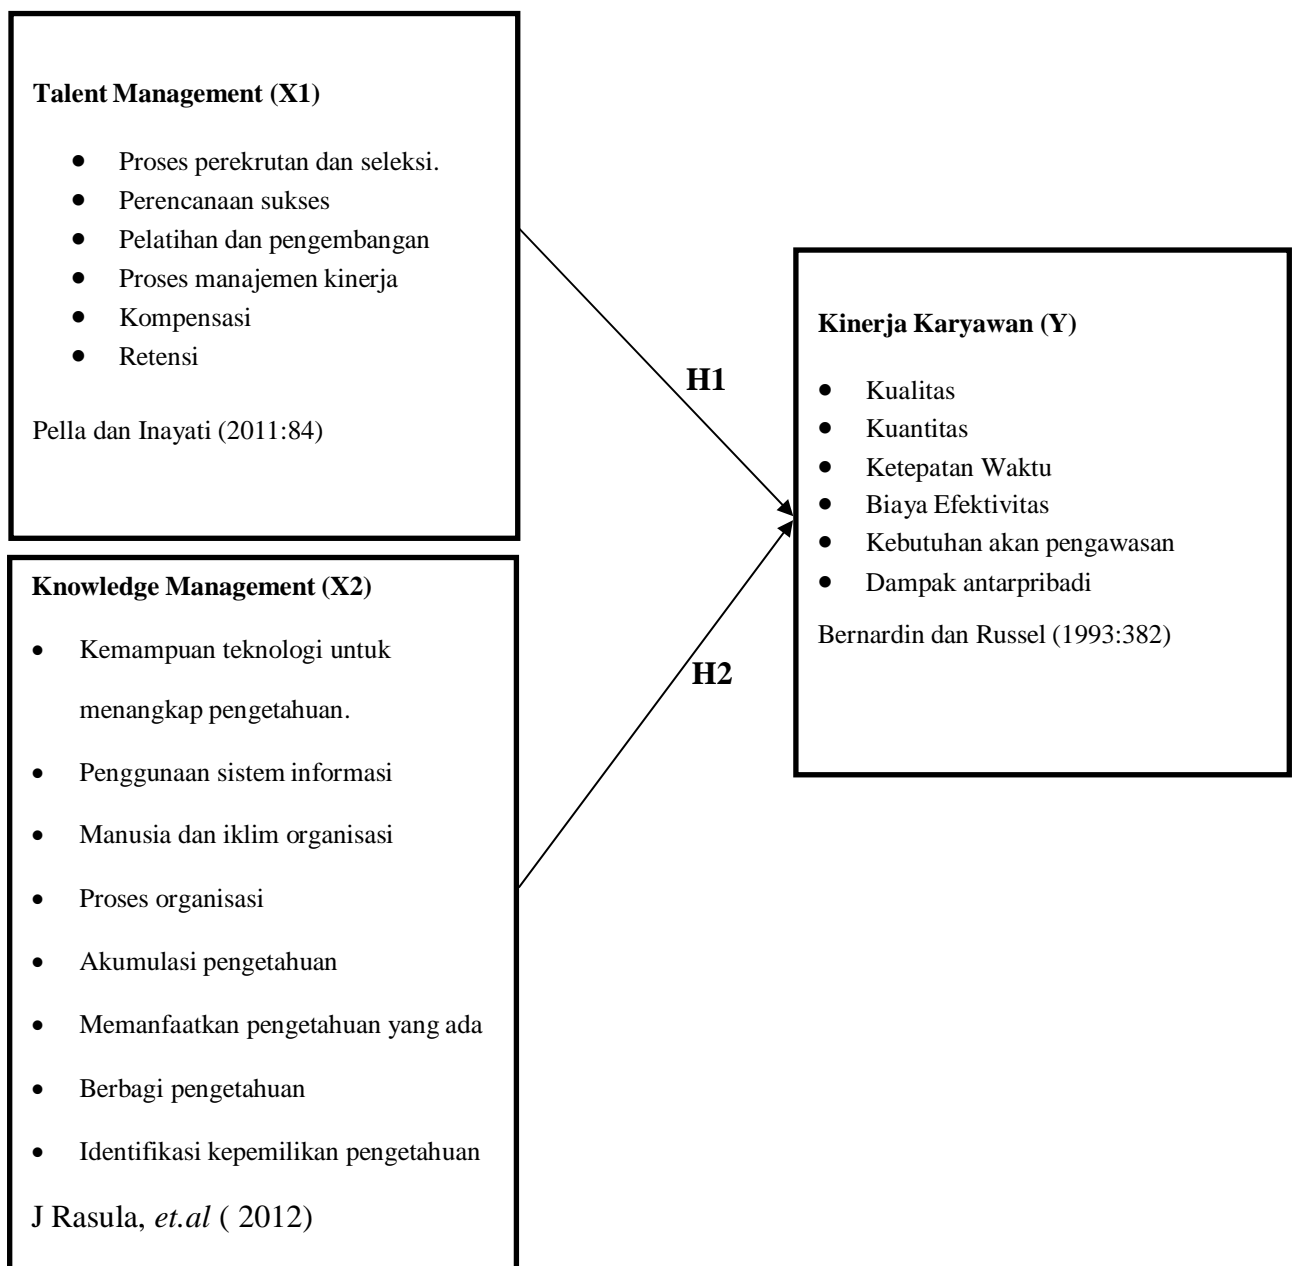 Talent Management (X1)
• Proses perekrutan dan seleksi.
• Perencanaan sukses
• Pelatihan dan pengembangan
• Proses manajemen kinerja
• Kompensasi
• Retensi
Pella dan Inayati (2011:84)
Knowledge Management (X2)
• Kemampuan teknologi untuk
menangkap pengetahuan.
• Penggunaan sistem informasi
• Manusia dan iklim organisasi
• Proses organisasi
• Akumulasi pengetahuan
• Memanfaatkan pengetahuan yang ada
• Berbagi pengetahuan
• Identifikasi kepemilikan pengetahuan
J Rasula, et.al ( 2012)
H1
H2
Kinerja Karyawan (Y)
• Kualitas
• Kuantitas
• Ketepatan Waktu
• Biaya Efektivitas
• Kebutuhan akan pengawasan
• Dampak antarpribadi
Bernardin dan Russel (1993:382)